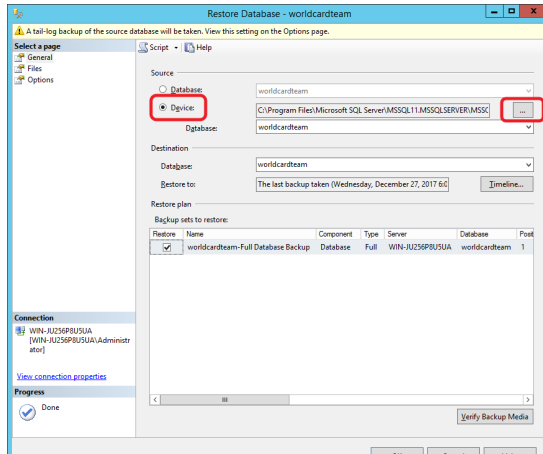 Restore Database - worldcardteam
A tail-log backup of the source database will be taken. View this setting on the Options page.
Select a page
General
Files
Options
Script Help
Source
Database:
worldcardteam
Device:
C:\Program Files\Microsoft SQL Server\MSSQL11.MSSQLSERVER\MSSC
...
Database:
worldcardteam
Destination
Database:
worldcardteam
Restore to:
The last backup taken (Wednesday, December 27, 2017 6:0
Timeline...
Restore plan
Backup sets to restore:
Restore Name Component Type Server Database Posit
worldcardteam-Full Database Backup Database Full WIN-JU256P8U5UA worldcardteam 1
Connection
WIN-JU256P8U5UA
[WIN-JU256P8U5UA\Administr
ator]
View connection properties
Progress
Done
Verify Backup Media